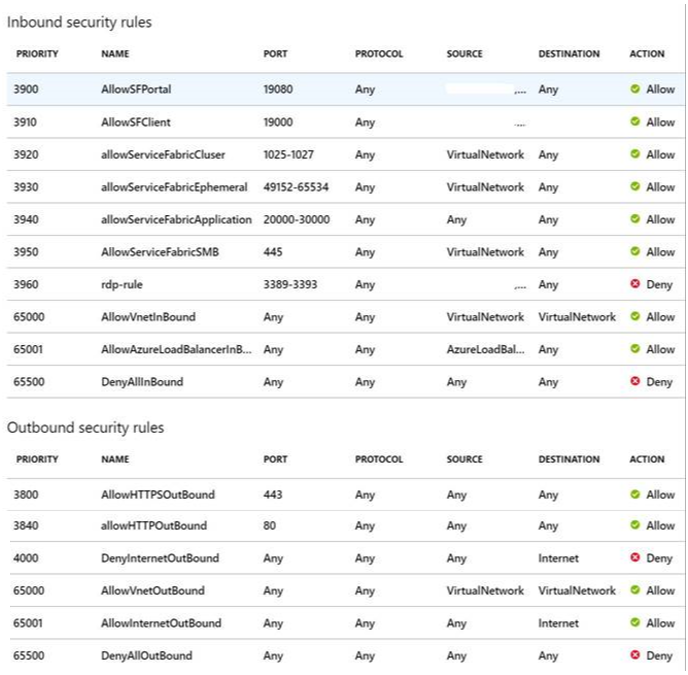 Inbound security rules
PRIORITY NAME PORT PROTOCOL SOURCE DESTINATION ACTION
3900 AllowSFPortal 19080 Any ,... Any Allow
3910 AllowSFClient 19000 Any .... Allow
3920 allowServiceFabricCluser 1025-1027 Any VirtualNetwork Any Allow
3930 allowServiceFabricEphemeral 49152-65534 Any VirtualNetwork Any Allow
3940 allowServiceFabricApplication 20000-30000 Any Any Any Allow
3950 AllowServiceFabricSMB 445 Any VirtualNetwork Any Allow
3960 rdp-rule 3389-3393 Any ,... Any Deny
65000 AllowVnetInBound Any Any VirtualNetwork VirtualNetwork Allow
65001 AllowAzureLoadBalancerInB... Any Any AzureLoadBal... Any Allow
65500 DenyAllInBound Any Any Any Any Deny
Outbound security rules
PRIORITY NAME PORT PROTOCOL SOURCE DESTINATION ACTION
3800 AllowHTTPSOutBound 443 Any Any Any Allow
3840 allowHTTPOutBound 80 Any Any Any Allow
4000 DenyInternetOutBound Any Any Any Internet Deny
65000 AllowVnetOutBound Any Any VirtualNetwork VirtualNetwork Allow
65001 AllowInternetOutBound Any Any Any Internet Allow
65500 DenyAllOutBound Any Any Any Any Deny